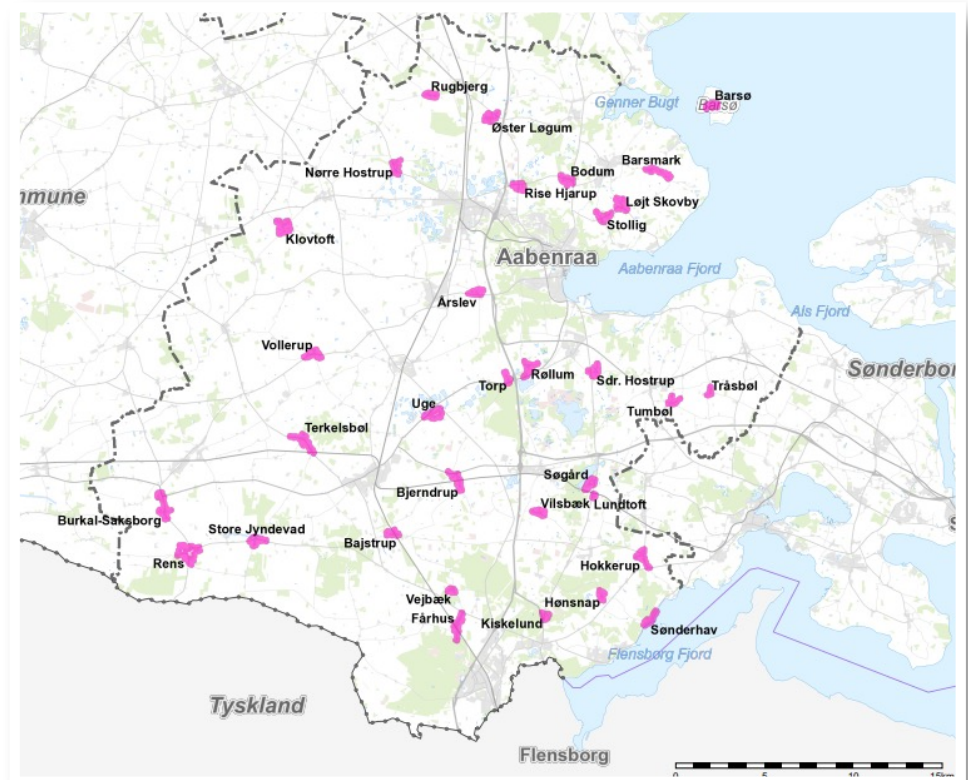 Rugbjerg
Barsø
Barsø
Genner Bugt
Øster Løgum
Barsmark
Nørre Hostrup
Bodum
Rise Hjarup
mmune
Løjt Skovby
Stollig
Klovtoft
Aabenraa
Aabenraa Fjord
Årslev
Als Fjord
Vollerup
Røllum
Sdr. Hostrup
Sønderbor
Torp
Tråsbøl
Uge
Tumbøl
Terkelsbøl
Søgård
Bjerndrup
Vilsbæk
Lundtoft
Burkal-Saksborg
Store Jyndevad
Bajstrup
Rens
Hokkerup
Vejbæk
Hønsnap
Fårhus
Kiskelund
Sønderhav
Flensborg Fjord
Tyskland
Flensborg
0 5 10 15km